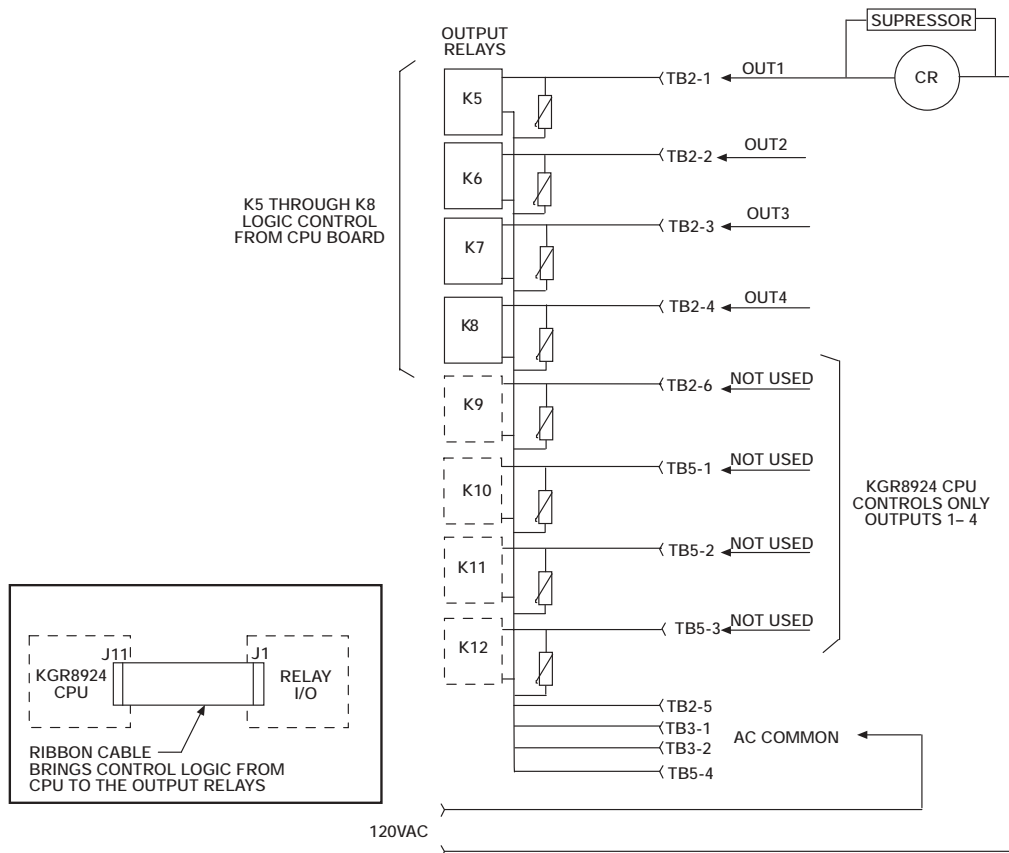 SUPRESSOR
CR
OUTPUT
RELAYS
K5
TB2-1
OUT1
K6
TB2-2
OUT2
K5 THROUGH K8
LOGIC CONTROL
FROM CPU BOARD
K7
TB2-3
OUT3
K8
TB2-4
OUT4
K9
TB2-6
NOT USED
K10
TB5-1
NOT USED
KGR8924 CPU
CONTROLS ONLY
OUTPUTS 1– 4
K11
TB5-2
NOT USED
K12
TB5-3
NOT USED
TB2-5
TB3-1
TB3-2
AC COMMON
TB5-4
J11
J1
KGR8924
CPU
RELAY
I/O
RIBBON CABLE
BRINGS CONTROL LOGIC FROM
CPU TO THE OUTPUT RELAYS
120VAC